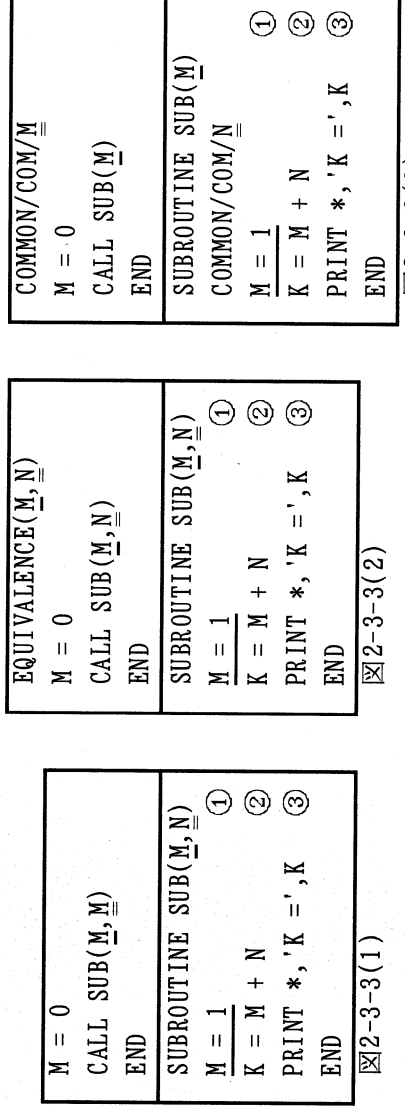 M = 0
CALL SUB(M,M)
END
SUBROUTINE SUB(M,N)
M = 1 ①
K = M + N ②
PRINT *,'K =',K ③
END
図2-3-3(1)
EQUIVALENCE(M,N)
M = 0
CALL SUB(M,N)
END
SUBROUTINE SUB(M,N)
M = 1 ①
K = M + N ②
PRINT *,'K =',K ③
END
図2-3-3(2)
COMMON/COM/M
M = 0
CALL SUB(M)
END
SUBROUTINE SUB(M)
COMMON/COM/N
M = 1 ①
K = M + N ②
PRINT *,'K =',K ③
END